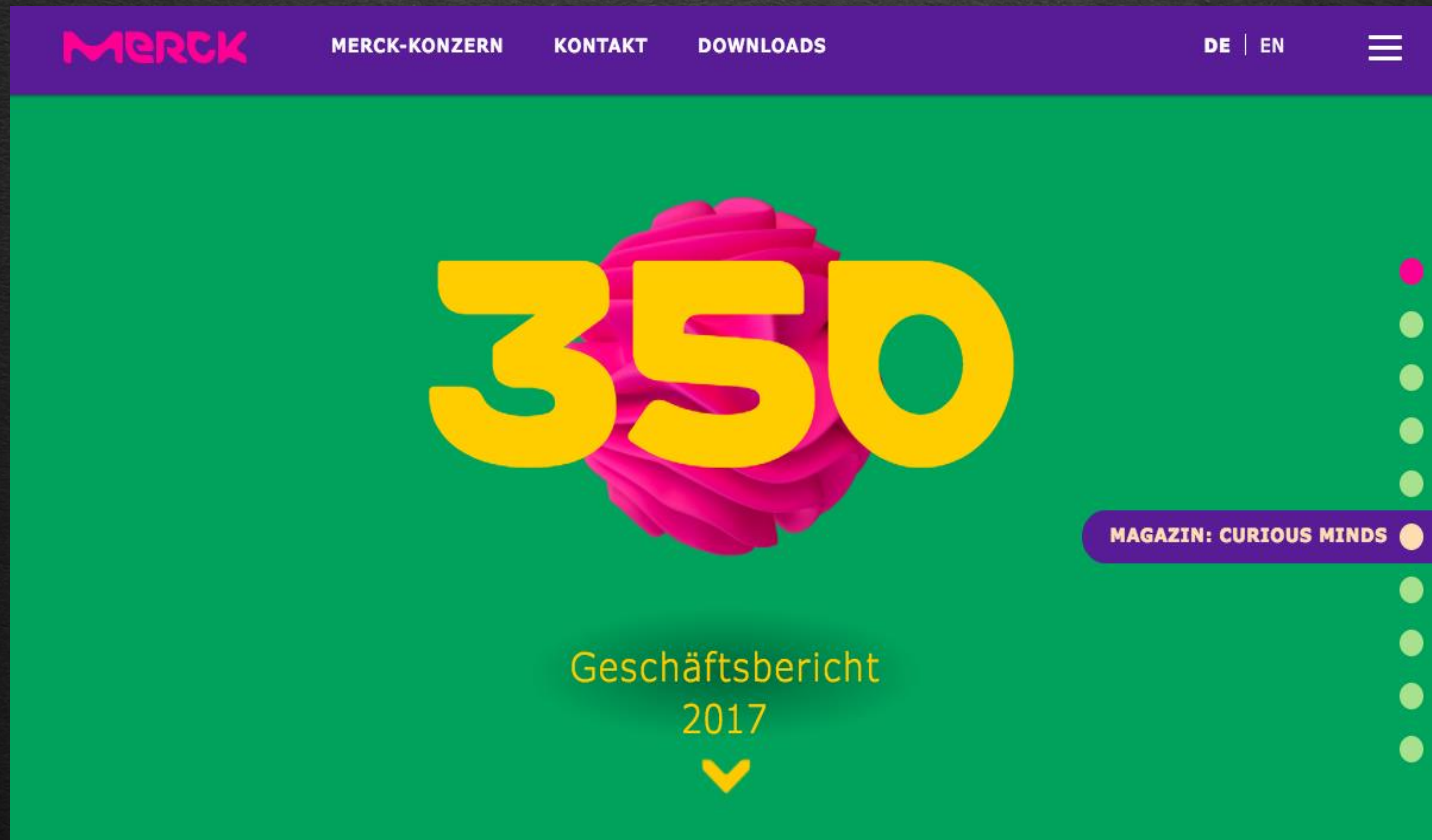 MERCK
MERCK-KONZERN KONTAKT DOWNLOADS
DE | EN
350
MAGAZIN: CURIOUS MINDS
Geschäftsbericht
2017